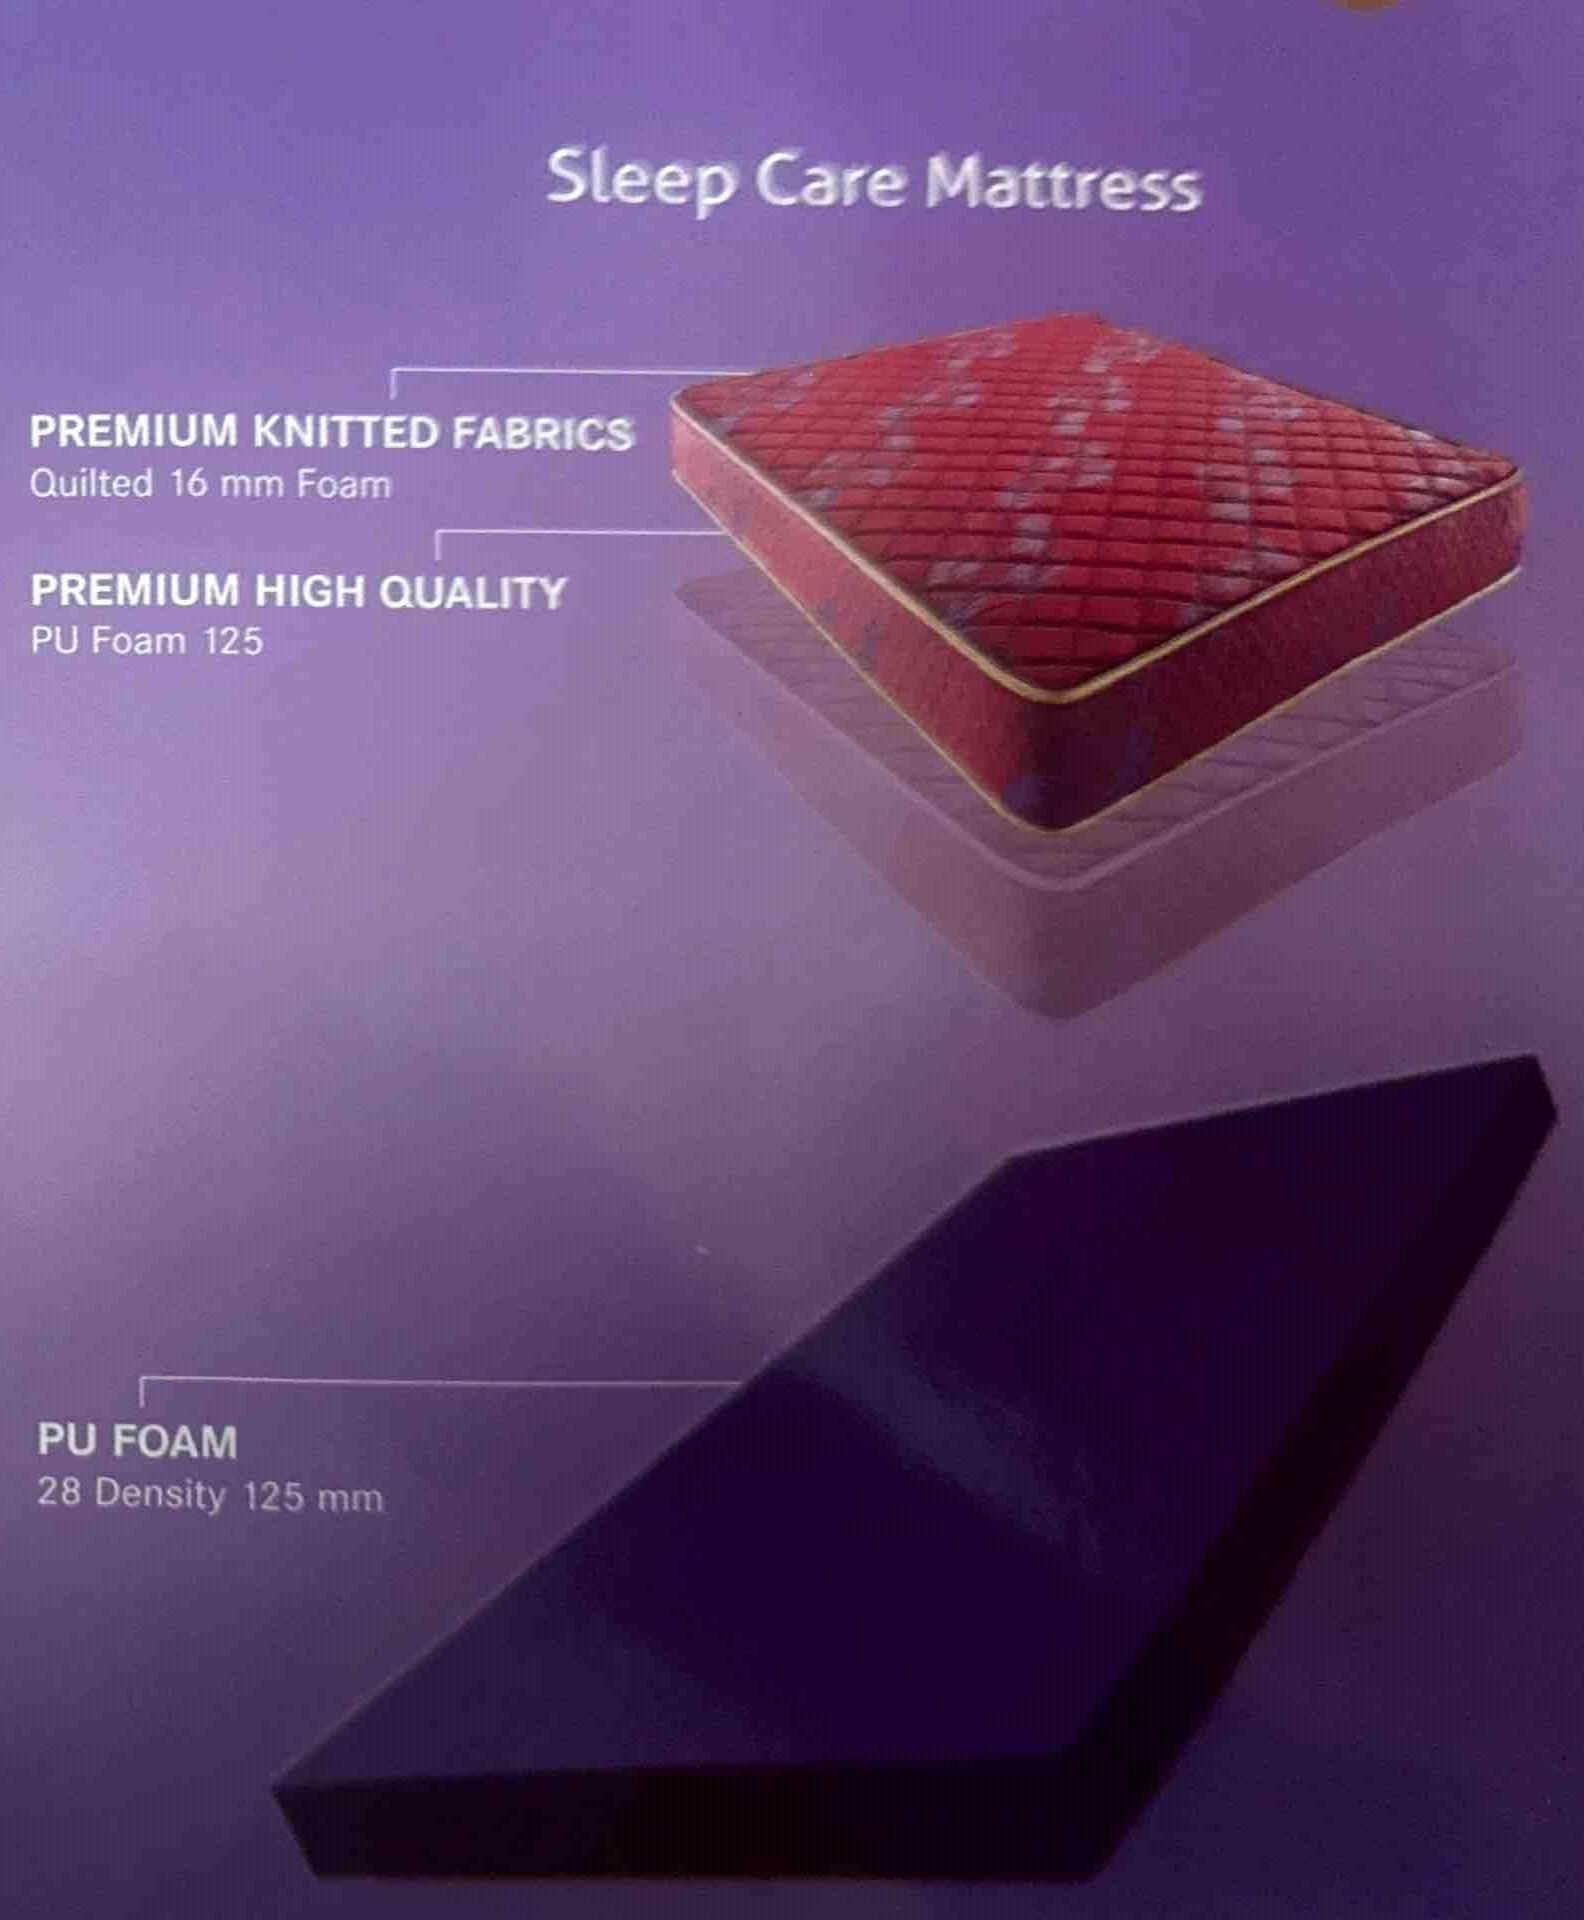 Sleep Care Mattress
PREMIUM KNITTED FABRICS
Quilted 16 mm Foam
PREMIUM HIGH QUALITY
PU Foam 125
PU FOAM
28 Density 125 mm